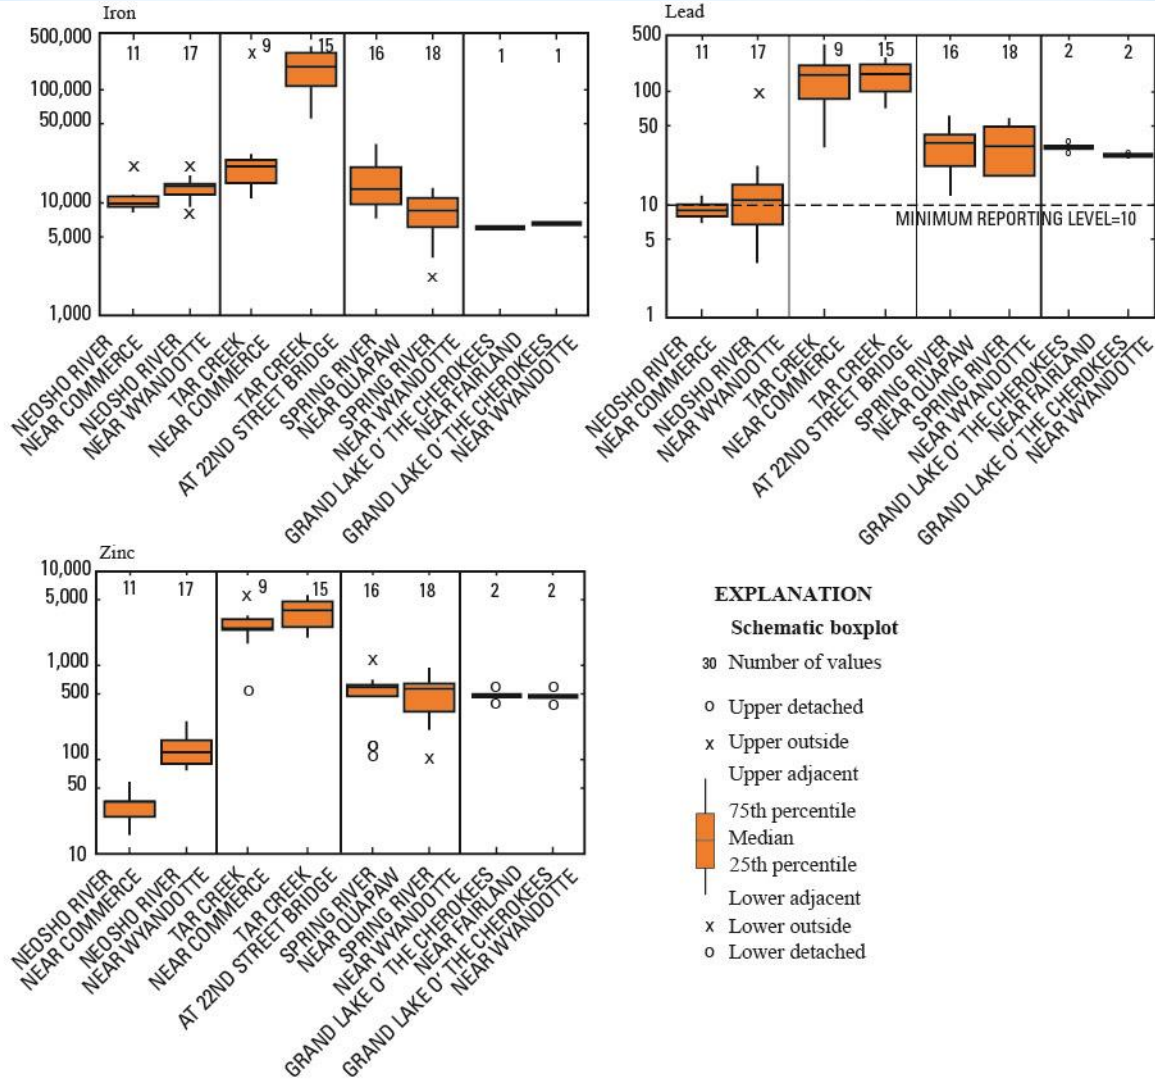 Iron
500,000
100,000
50,000
10,000
5,000
1,000
11 17 9 15 16 18 1 1
x x x x x x
NEOSHO RIVER
NEAR COMMERCE
NEOSHO RIVER
NEAR WYANDOTTE
TAR CREEK
NEAR COMMERCE
TAR CREEK
AT 22ND STREET BRIDGE
SPRING RIVER
NEAR QUAPAW
SPRING RIVER
NEAR WYANDOTTE
GRAND LAKE O' THE CHEROKEES
NEAR FAIRLAND
GRAND LAKE O' THE CHEROKEES
NEAR WYANDOTTE
Lead
500
100
50
10
5
1
11 17 9 15 16 18 2 2
x
MINIMUM REPORTING LEVEL=10
NEOSHO RIVER
NEAR COMMERCE
NEOSHO RIVER
NEAR WYANDOTTE
TAR CREEK
NEAR COMMERCE
TAR CREEK
AT 22ND STREET BRIDGE
SPRING RIVER
NEAR QUAPAW
SPRING RIVER
NEAR WYANDOTTE
GRAND LAKE O' THE CHEROKEES
NEAR FAIRLAND
GRAND LAKE O' THE CHEROKEES
NEAR WYANDOTTE
Zinc
10,000
5,000
1,000
500
100
50
10
11 17 9 15 16 18 2 2
NEOSHO RIVER
NEAR COMMERCE
NEOSHO RIVER
NEAR WYANDOTTE
TAR CREEK
NEAR COMMERCE
TAR CREEK
AT 22ND STREET BRIDGE
SPRING RIVER
NEAR QUAPAW
SPRING RIVER
NEAR WYANDOTTE
GRAND LAKE O' THE CHEROKEES
NEAR FAIRLAND
GRAND LAKE O' THE CHEROKEES
NEAR WYANDOTTE
EXPLANATION
Schematic boxplot
30 Number of values
o Upper detached
x Upper outside
Upper adjacent
75th percentile
Median
25th percentile
Lower adjacent
x Lower outside
o Lower detached